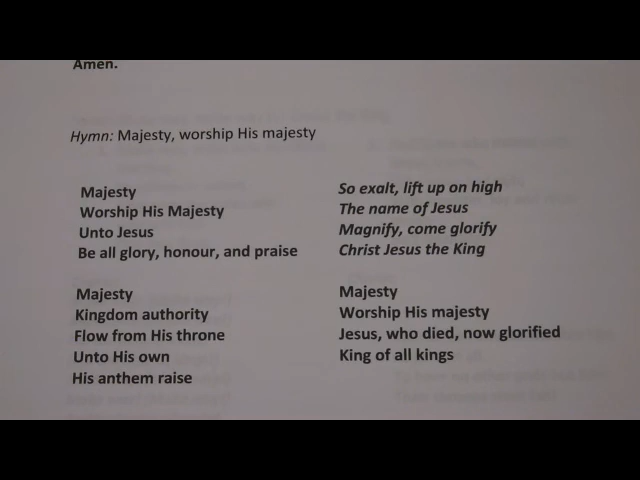 Amen.
Hymn: Majesty, worship His majesty
Majesty
Worship His Majesty
Unto Jesus
Be all glory, honour, and praise
Majesty
Kingdom authority
Flow from His throne
Unto His own
His anthem raise
So exalt, lift up on high
The name of Jesus
Magnify, come glorify
Christ Jesus the King
Majesty
Worship His majesty
Jesus, who died, now glorified
King of all kings